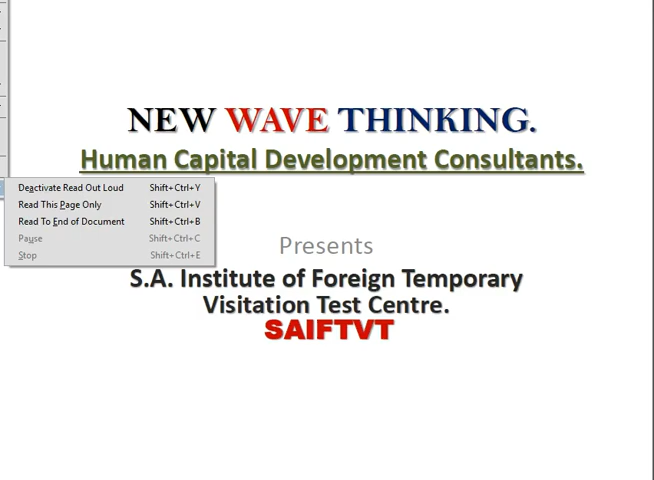 NEW WAVE THINKING.
Human Capital Development Consultants.
Deactivate Read Out Loud Shift+Ctrl+Y
Read This Page Only Shift+Ctrl+V
Read To End of Document Shift+Ctrl+B
Pause Shift+Ctrl+C
Stop Shift+Ctrl+E
Presents
S.A. Institute of Foreign Temporary
Visitation Test Centre.
SAIFTVT